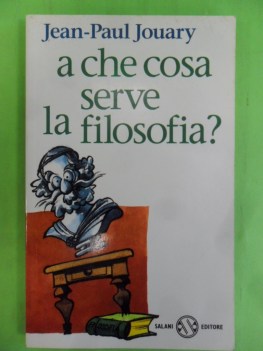 Jean-Paul Jouary
a che cosa
serve
la filosofia?
SALANI EDITORE